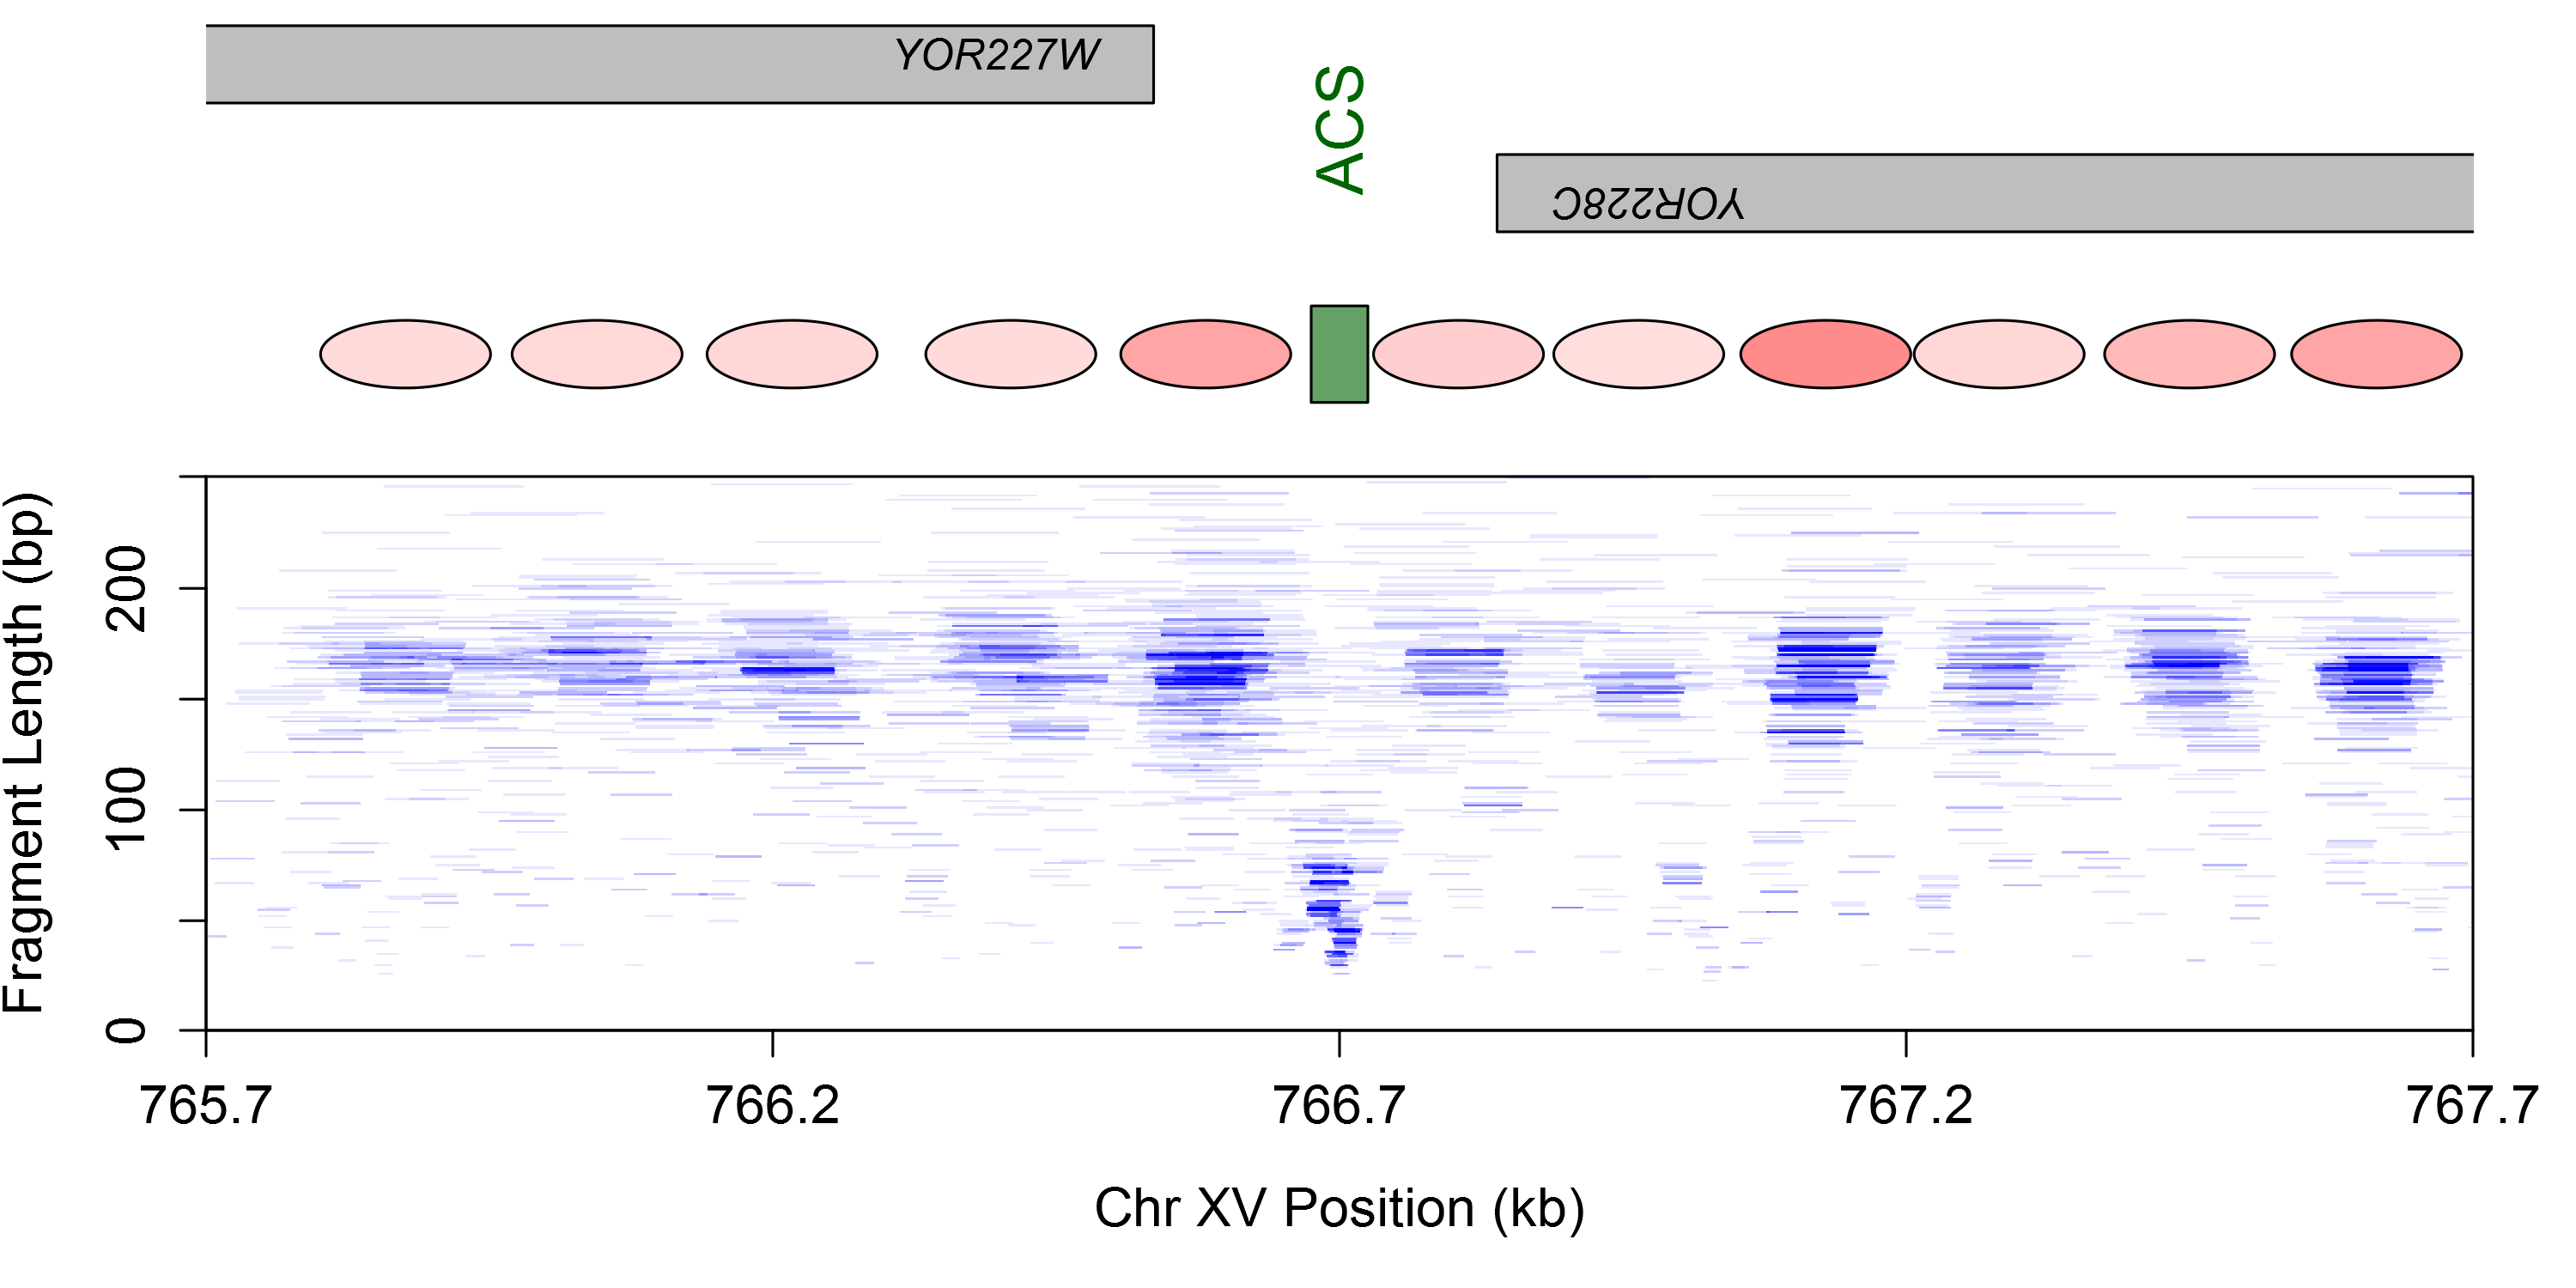 YOR227W
ACS
YOR228C
Fragment Length (bp)
200
100
0
765.7 766.2 766.7 767.2 767.7
Chr XV Position (kb)